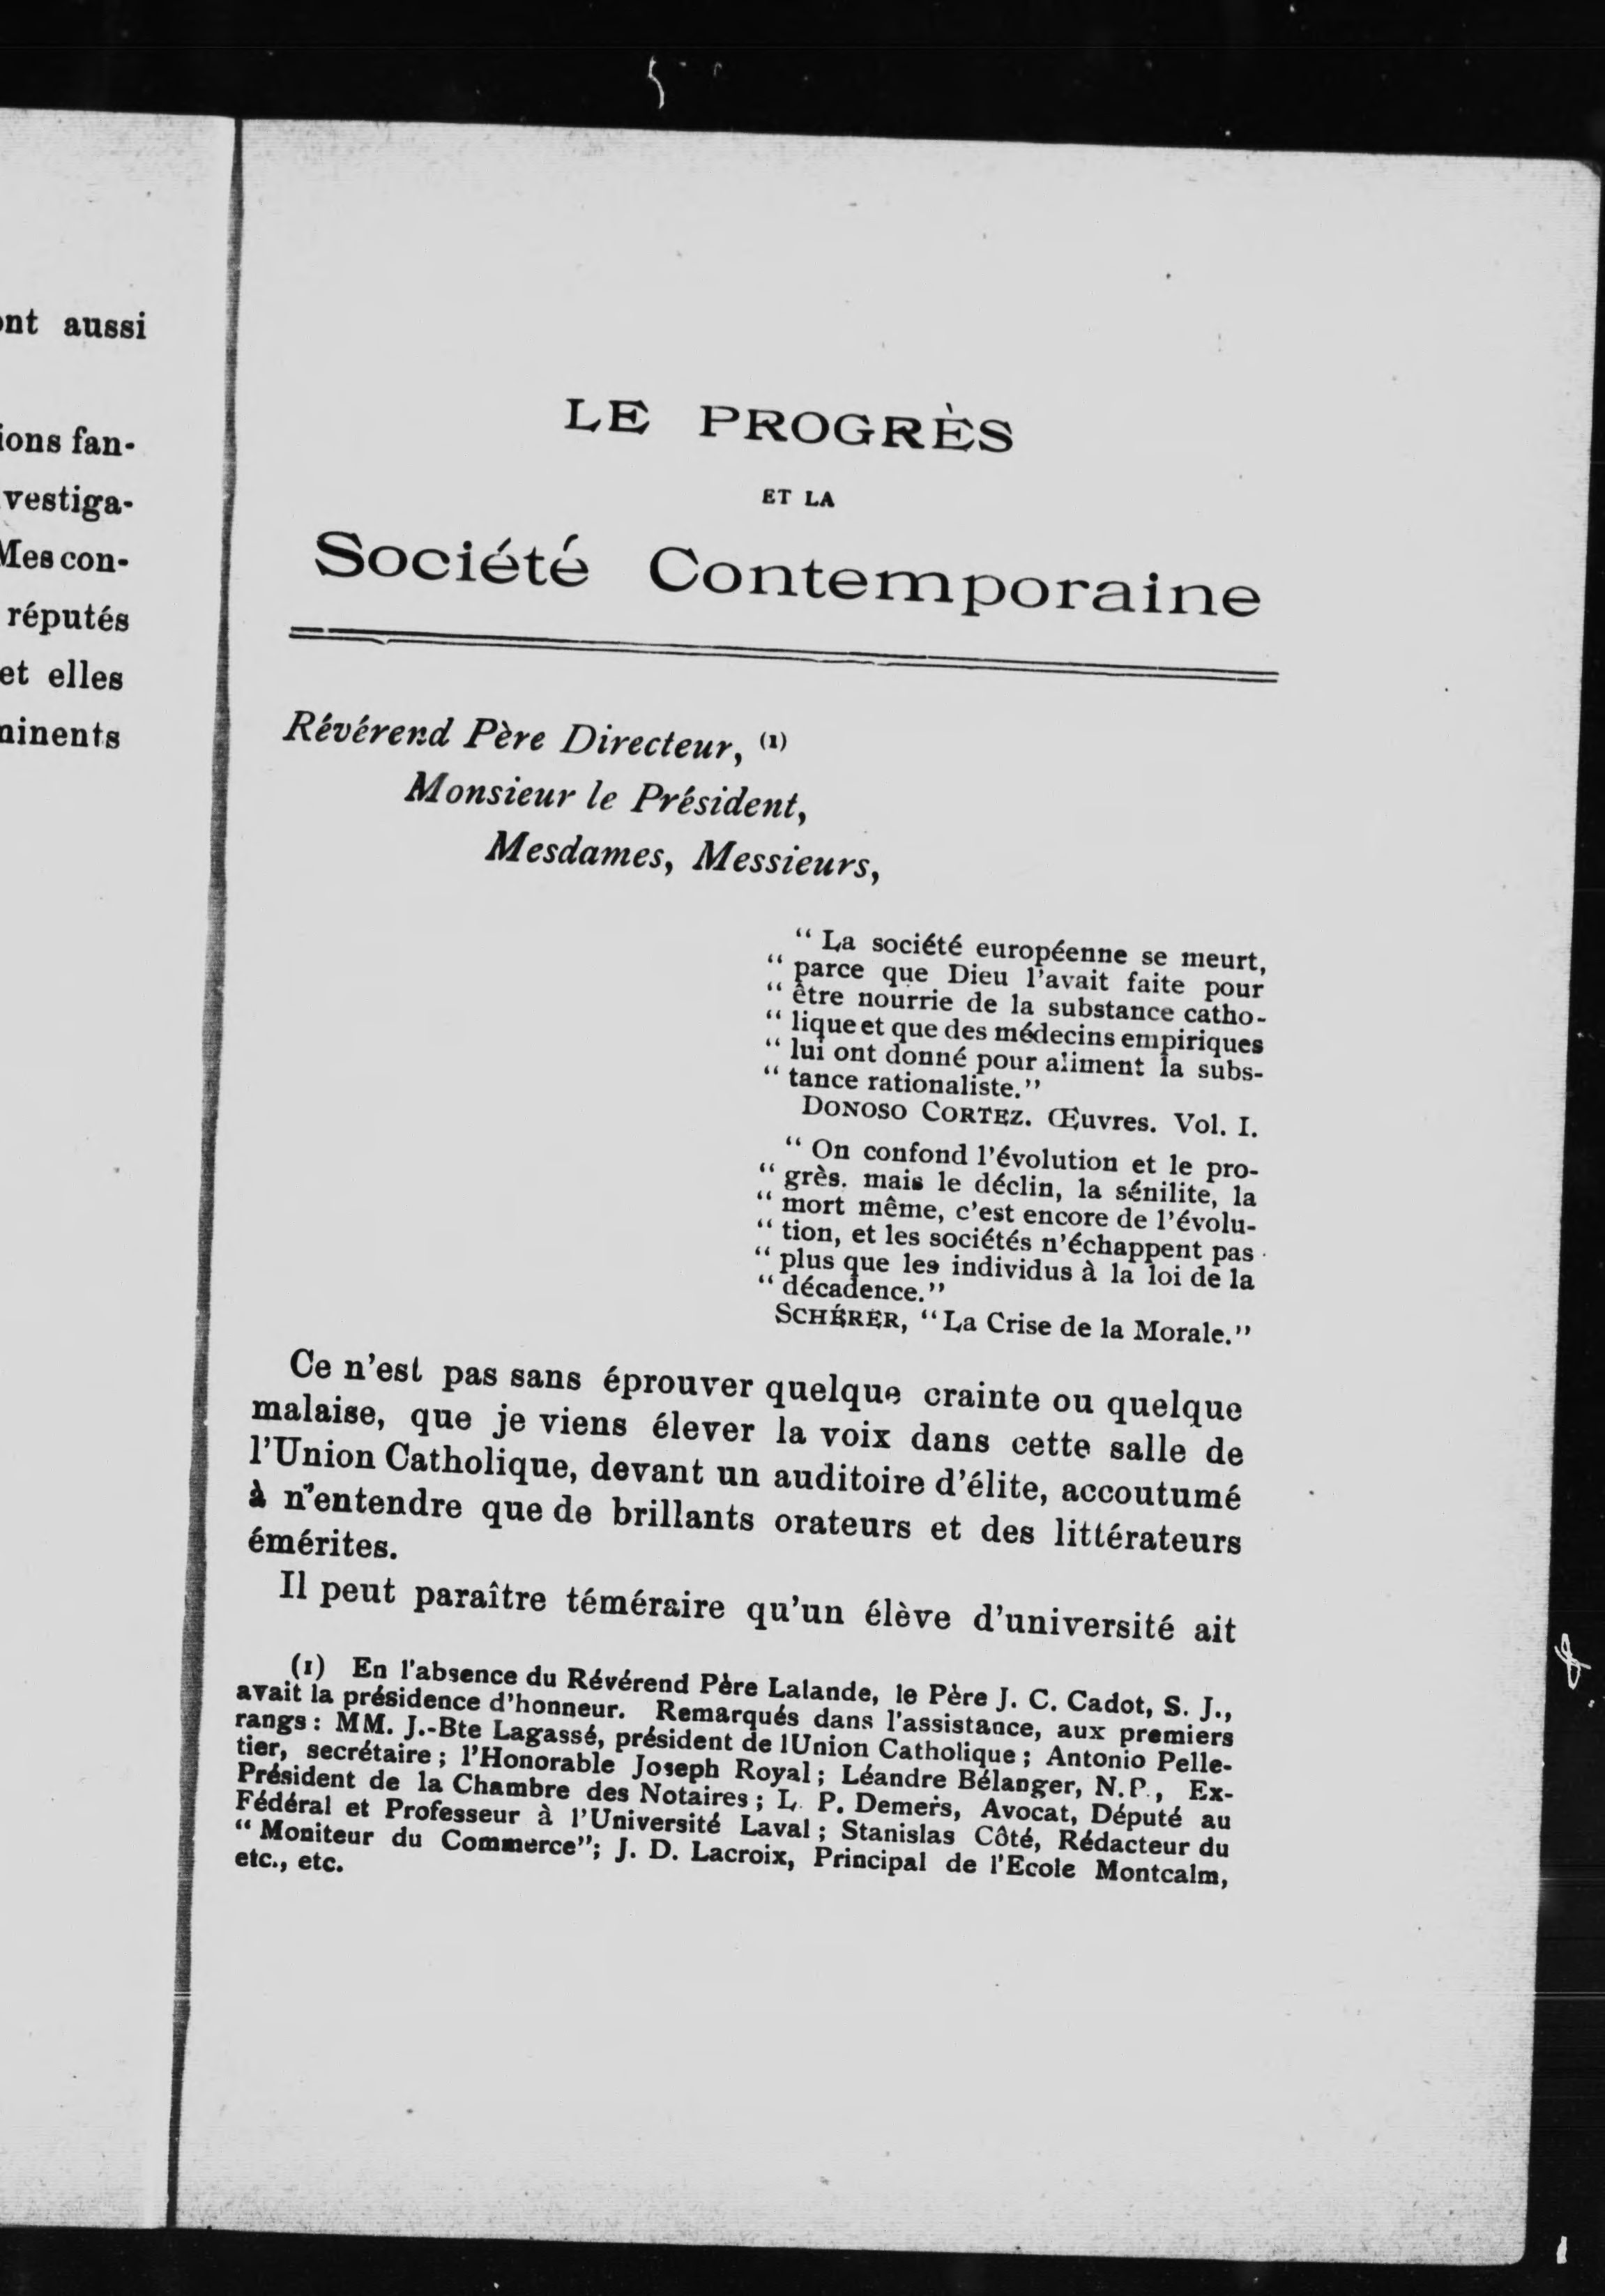 ont aussi
ions fan-
vestiga-
Mes con-
réputés
et elles
minents
LE PROGRÈS
ET LA
Société Contemporaine
Révérend Père Directeur, (1)
Monsieur le Président,
Mesdames, Messieurs,
“ La société européenne se meurt,
“ parce que Dieu l’avait faite pour
“ être nourrie de la substance catho-
“ lique et que des médecins empiriques
“ lui ont donné pour aliment la subs-
“ tance rationaliste.”
DONOSO CORTEZ. Œuvres. Vol. I.
“ On confond l’évolution et le pro-
“ grès. mais le déclin, la sénilite, la
“ mort même, c’est encore de l’évolu-
“ tion, et les sociétés n’échappent pas
“ plus que les individus à la loi de la
“ décadence.”
SCHÉRER, “La Crise de la Morale.”
Ce n’est pas sans éprouver quelque crainte ou quelque
malaise, que je viens élever la voix dans cette salle de
l’Union Catholique, devant un auditoire d’élite, accoutumé
à n’entendre que de brillants orateurs et des littérateurs
émérites.
Il peut paraître téméraire qu’un élève d’université ait
(1) En l’absence du Révérend Père Lalande, le Père J. C. Cadot, S. J.,
avait la présidence d’honneur. Remarqués dans l’assistance, aux premiers
rangs : MM. J.-Bte Lagassé, président de lUnion Catholique ; Antonio Pelle-
tier, secrétaire ; l’Honorable Joseph Royal ; Léandre Bélanger, N.P., Ex-
Président de la Chambre des Notaires ; L. P. Demers, Avocat, Député au
Fédéral et Professeur à l’Université Laval ; Stanislas Côté, Rédacteur du
“ Moniteur du Commerce”; J. D. Lacroix, Principal de l’Ecole Montcalm,
etc., etc.